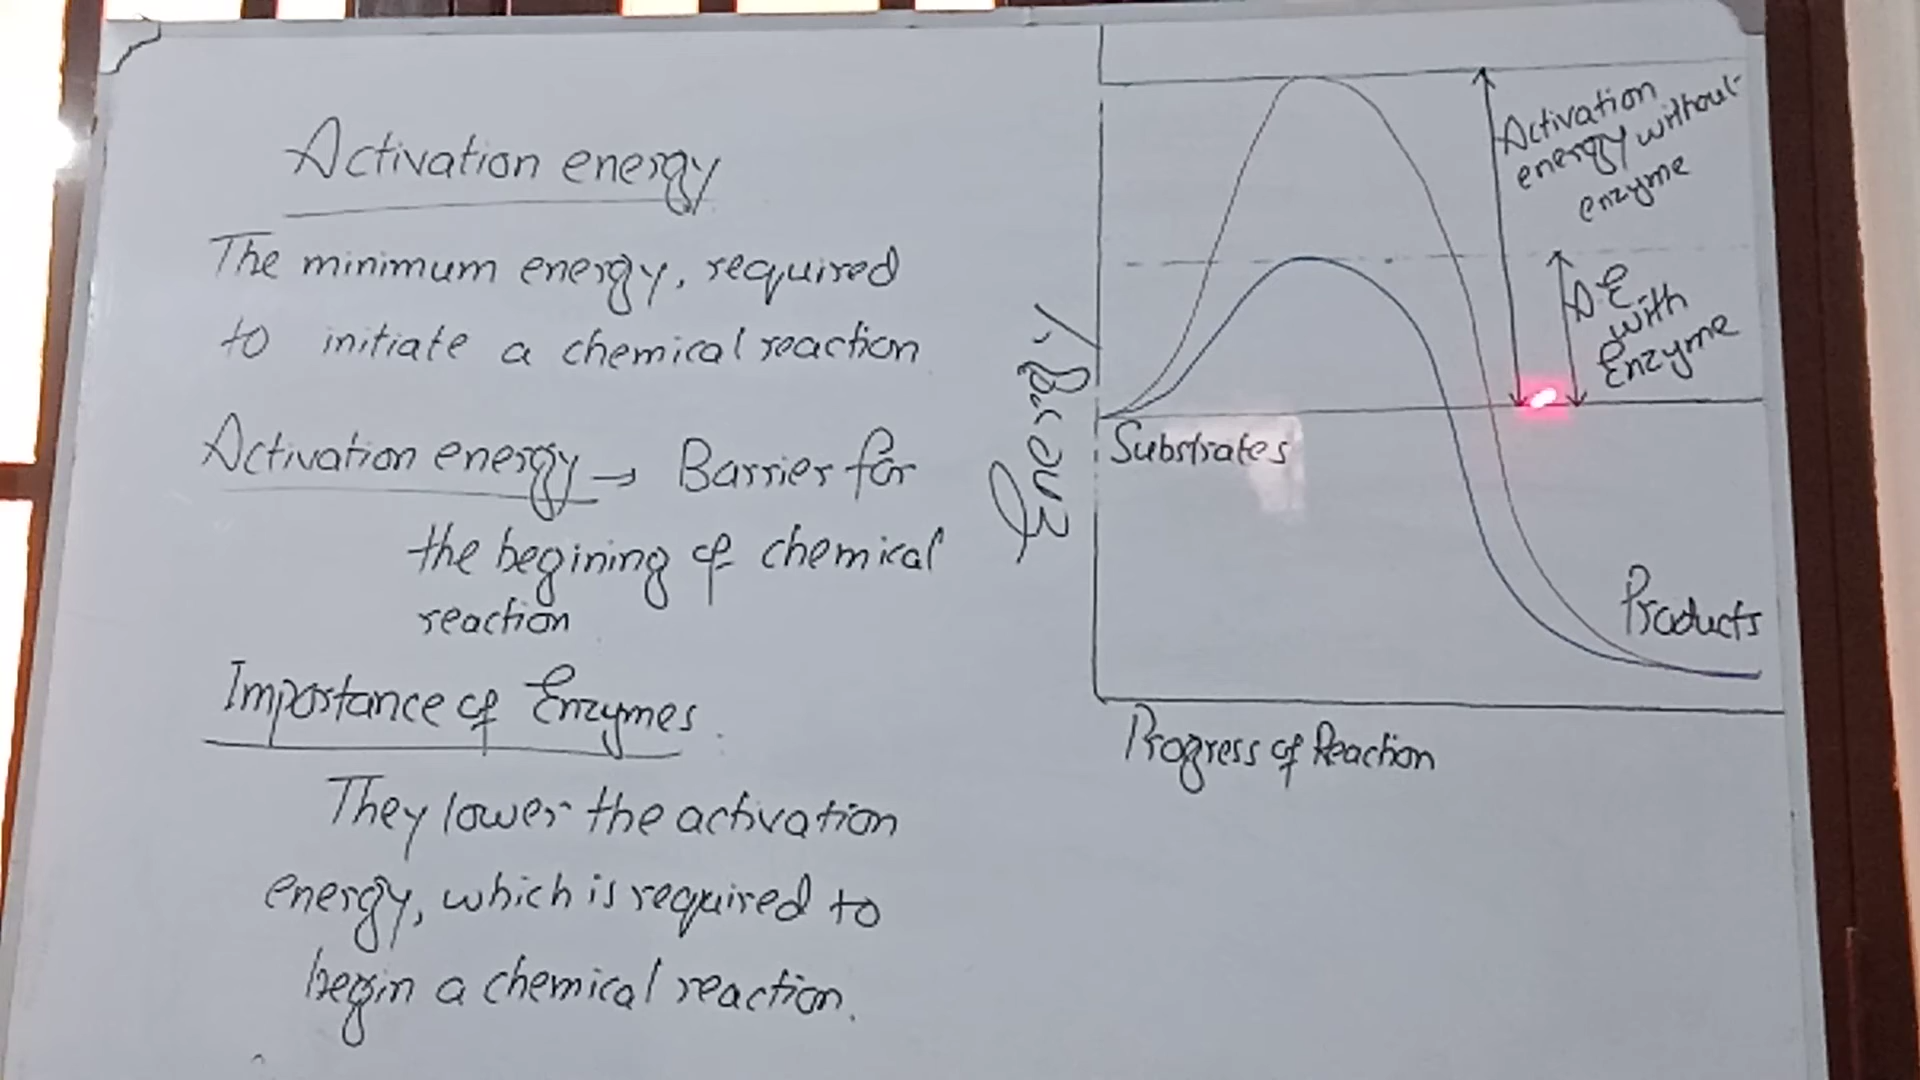 Activation energy
The minimum energy, required
to initiate a chemical reaction
Activation energy → Barrier for
the begining of chemical
reaction
Importance of Enzymes.
They lower the activation
energy, which is required to
begin a chemical reaction.
Activation
energy without
enzyme
ΔE
with
Enzyme
Energy
Substrates
Products
Progress of Reaction